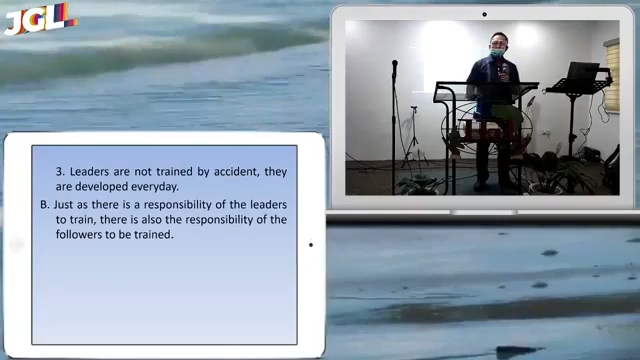 JGL
3. Leaders are not trained by accident, they
are developed everyday.
B. Just as there is a responsibility of the leaders
to train, there is also the responsibility of the
followers to be trained.